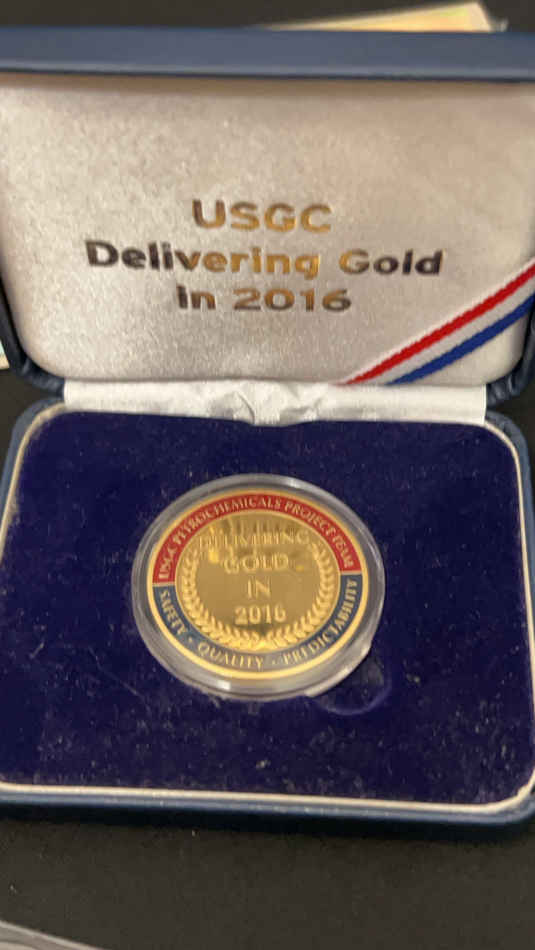 USGC
Delivering Gold
in 2016
USGC PETROCHEMICALS PROJECT TEAM
DELIVERING
GOLD
IN
2016
SAFETY · QUALITY · PREDICTABILITY